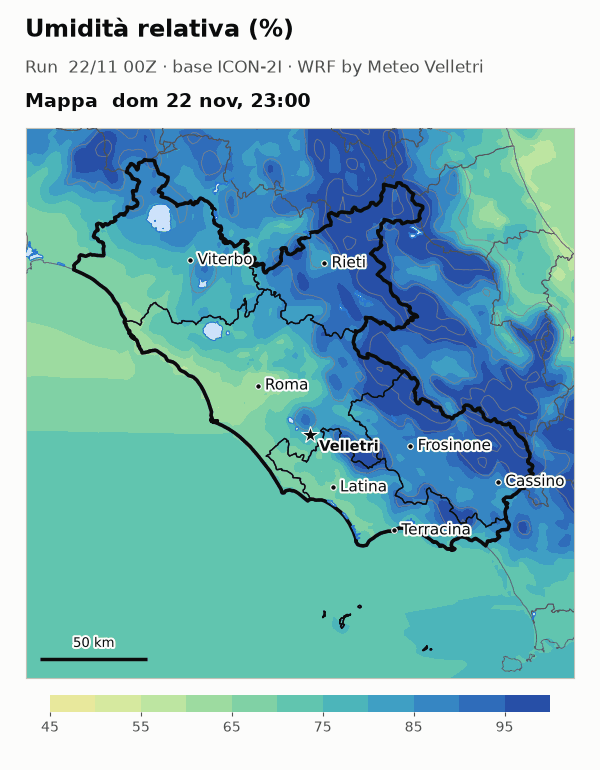 Umidità relativa (%)
Run  22/11 00Z · base ICON-2I · WRF by Meteo Velletri
Mappa  dom 22 nov, 23:00
Viterbo
Rieti
Roma
Velletri
Frosinone
Cassino
Latina
Terracina
50 km
45 55 65 75 85 95